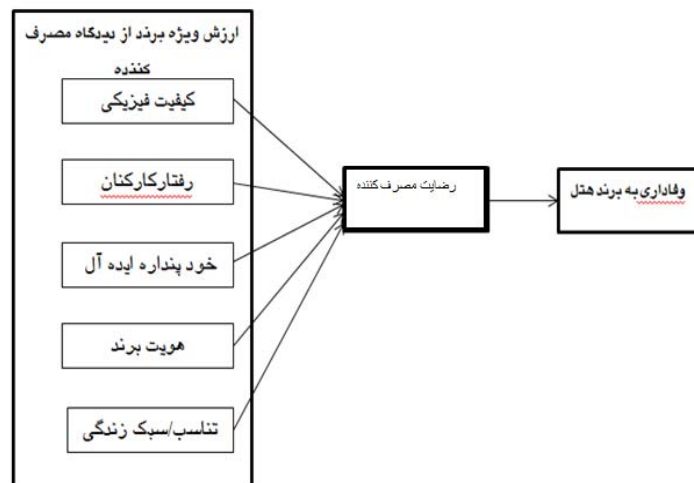 ارزش ویژه برند از دیدگاه مصرف
کننده
کیفیت فیزیکی
رفتارکارکنان
خود پنداره ایده آل
هویت برند
تناسب/سبک زندگی
رضایت مصرف کننده
وفاداری به برند هتل